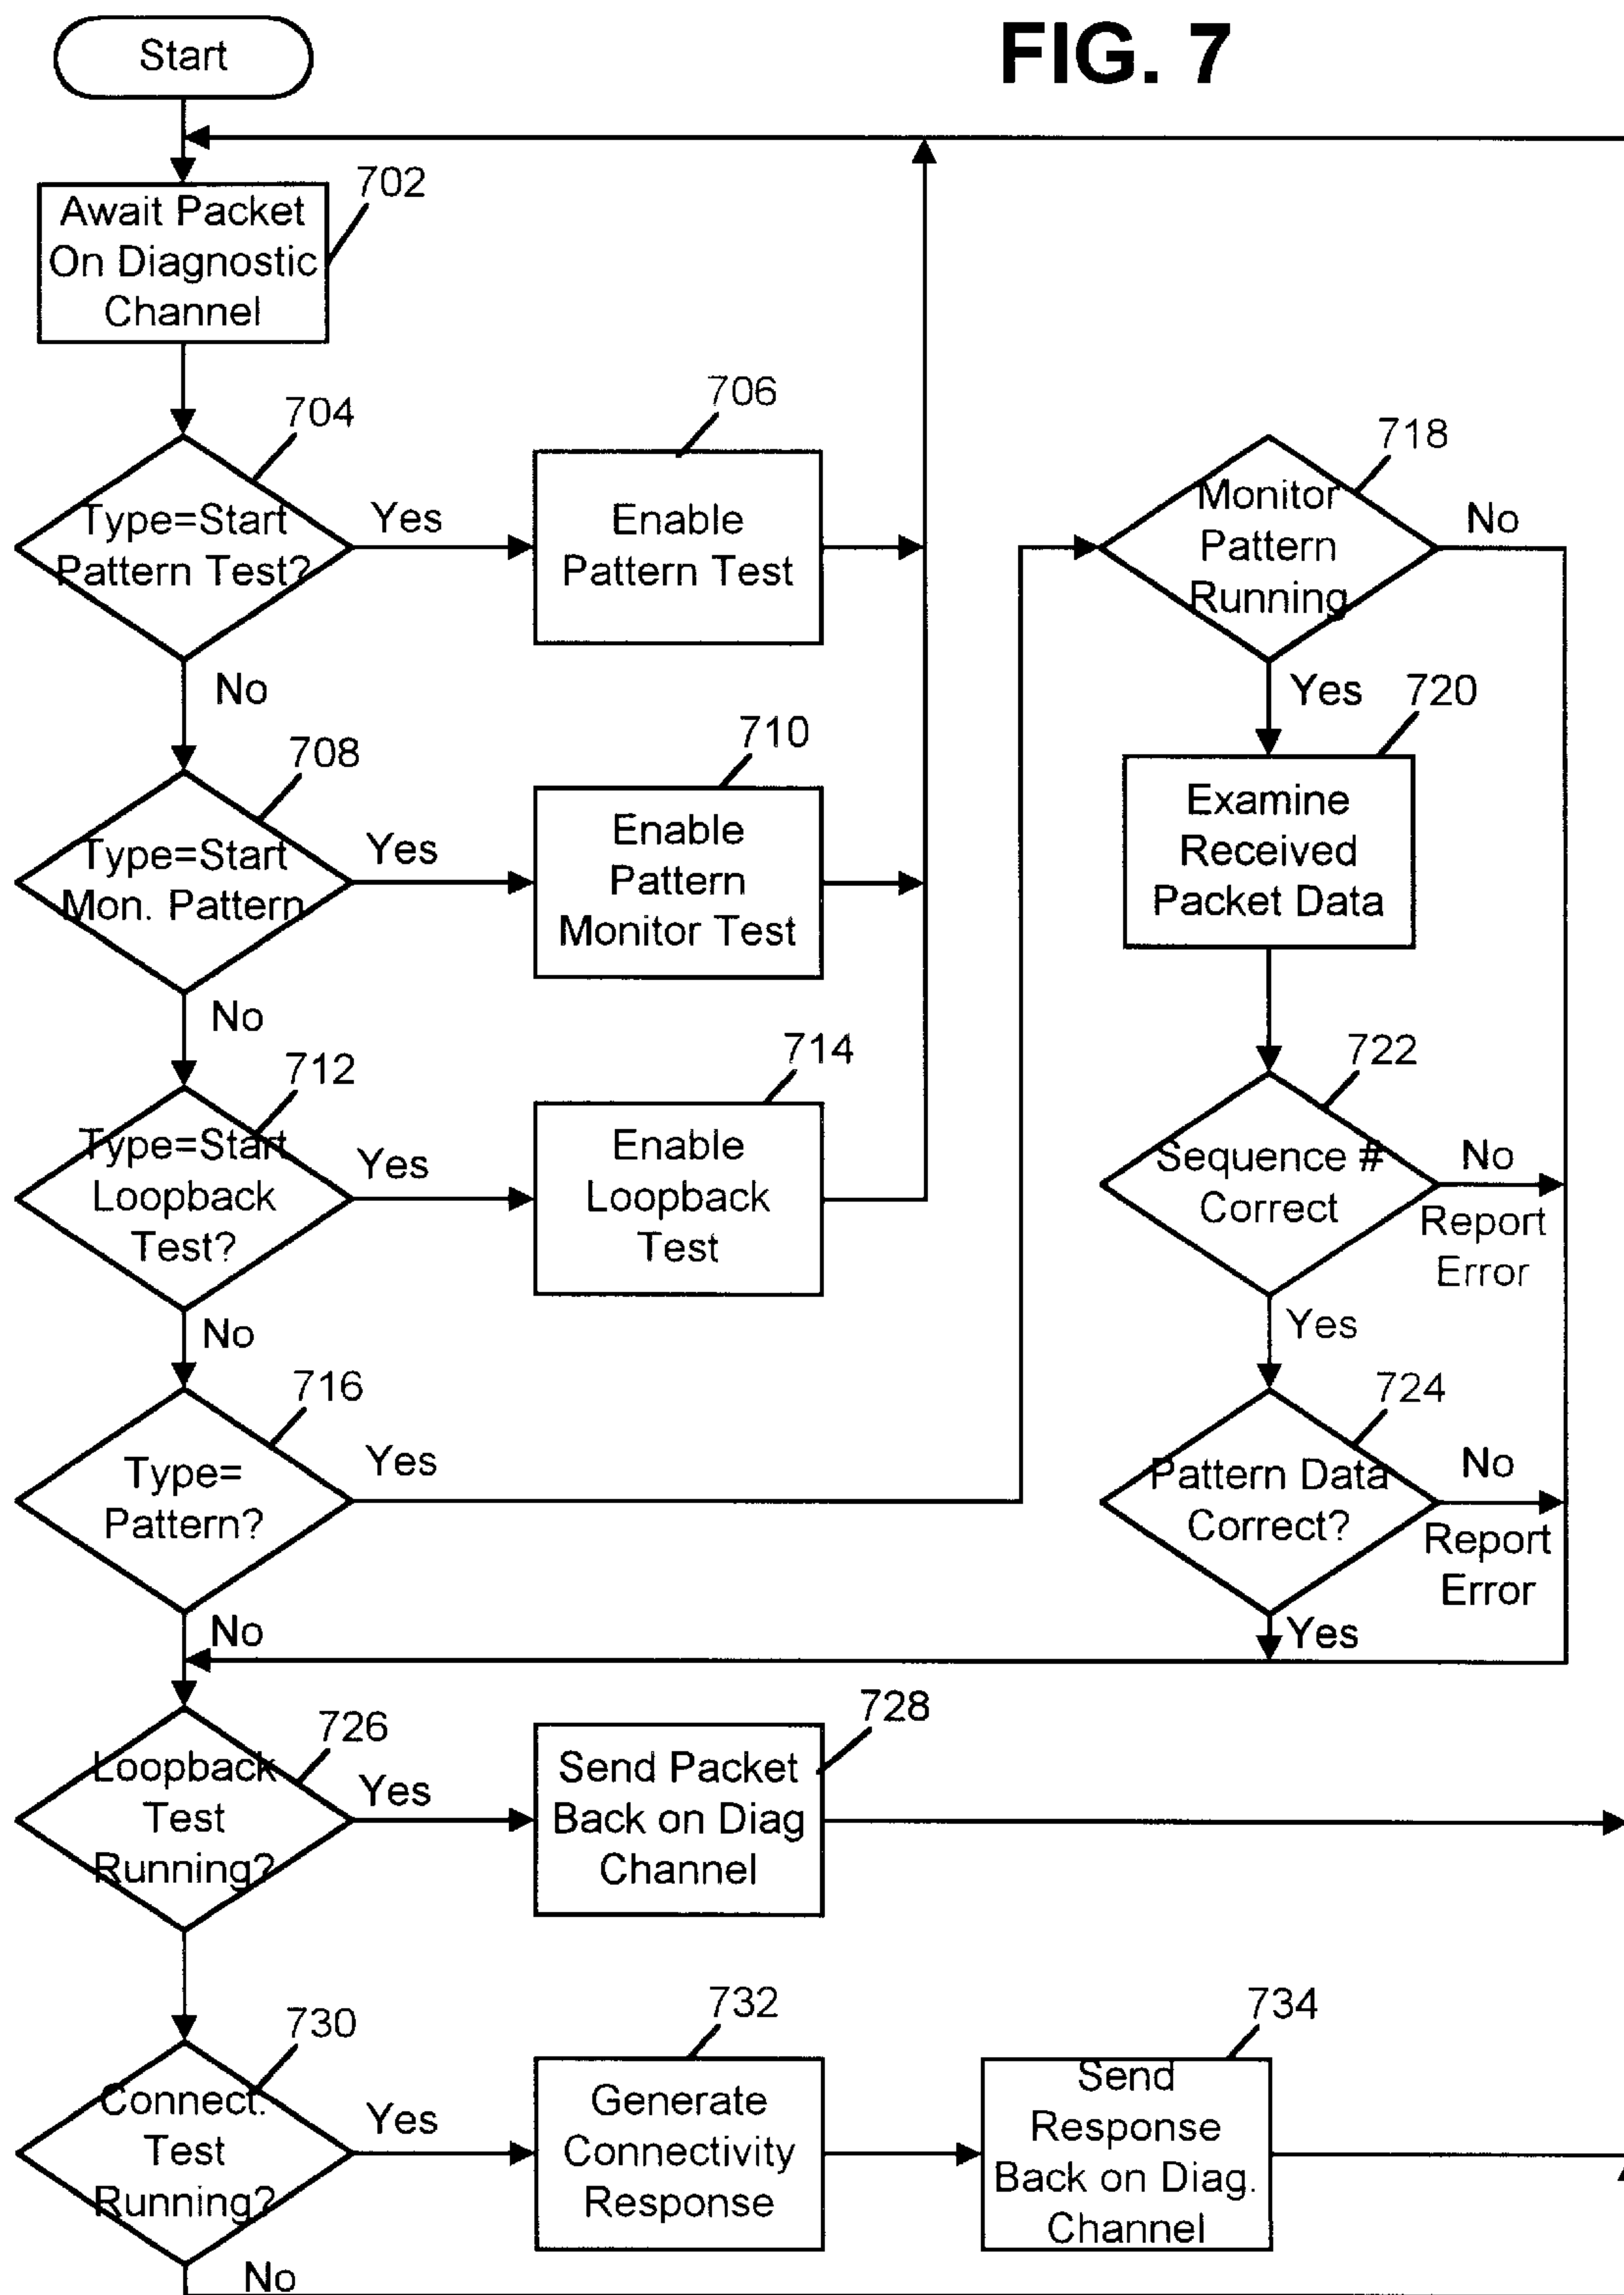 FIG. 7
Start
702
Await Packet
On Diagnostic
Channel
704
Type=Start
Pattern Test?
Yes
No
706
Enable
Pattern Test
708
Type=Start
Mon. Pattern
Yes
No
710
Enable
Pattern
Monitor Test
712
Type=Start
Loopback
Test?
Yes
No
714
Enable
Loopback
Test
716
Type=
Pattern?
Yes
No
718
Monitor
Pattern
Running
No
Yes
720
Examine
Received
Packet Data
722
Sequence #
Correct
No
Report
Error
Yes
724
Pattern Data
Correct?
No
Report
Error
Yes
726
Loopback
Test
Running?
Yes
728
Send Packet
Back on Diag
Channel
730
Connect.
Test
Running?
Yes
No
732
Generate
Connectivity
Response
734
Send
Response
Back on Diag.
Channel